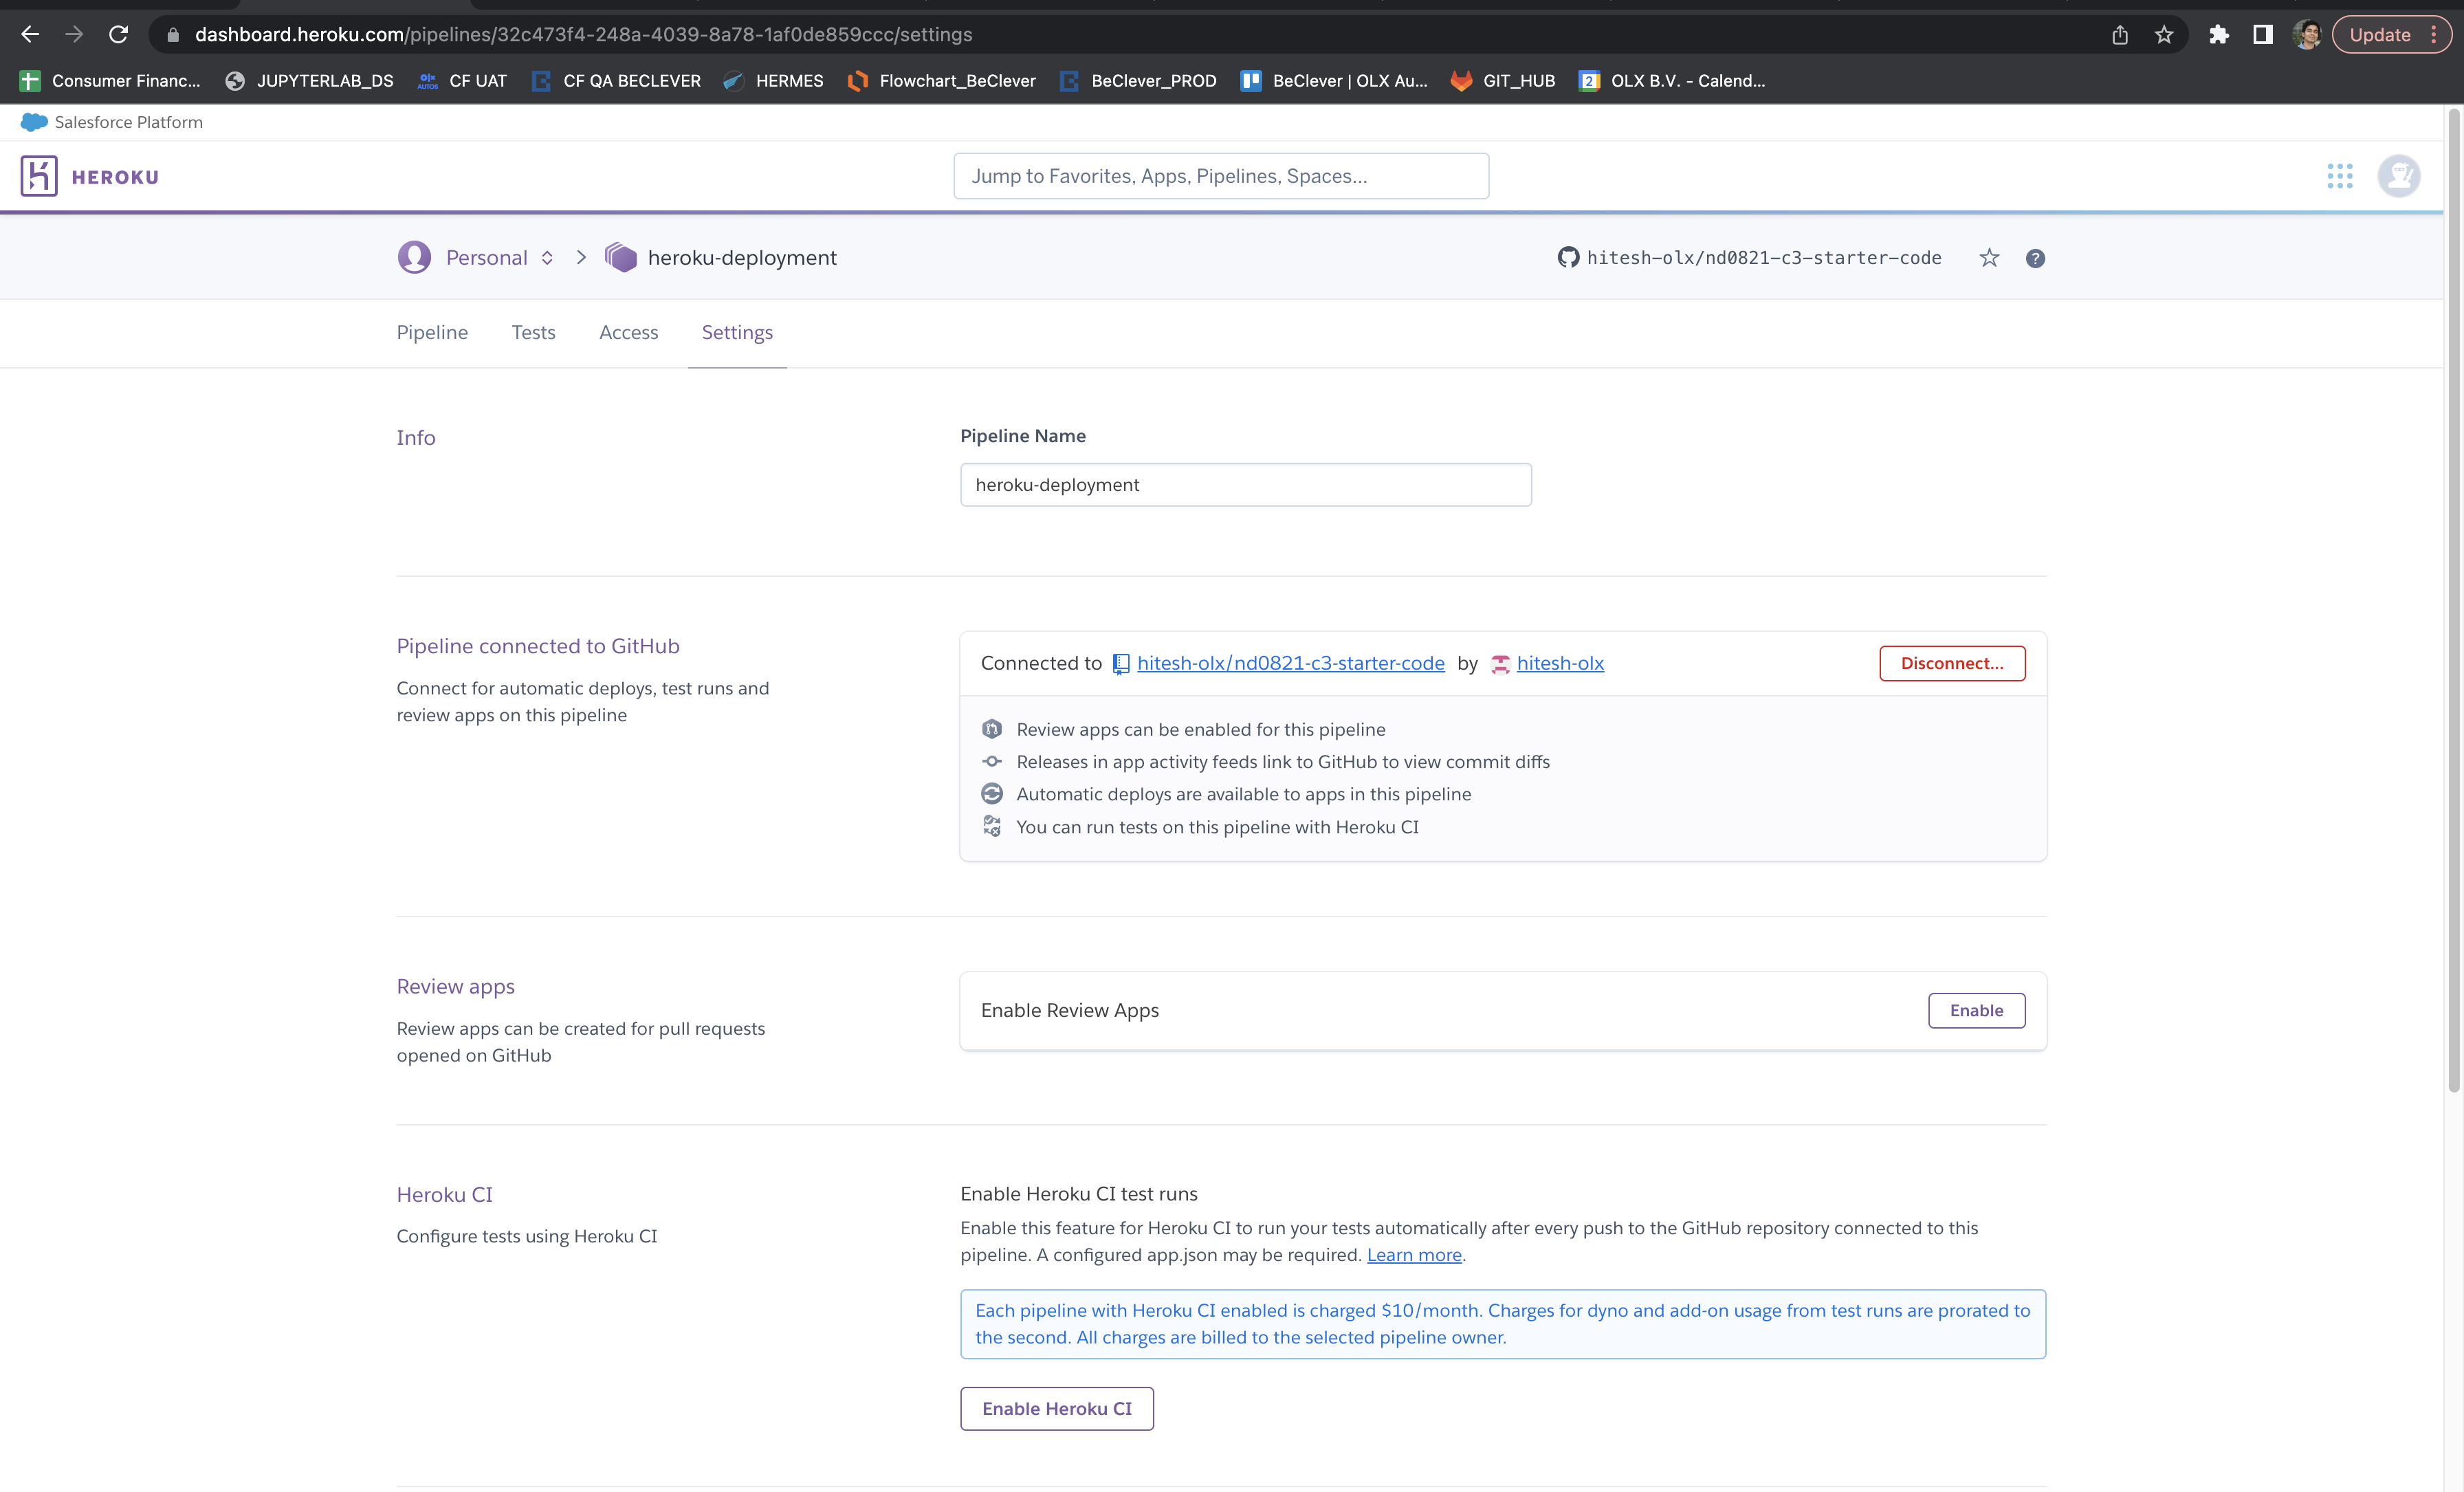 dashboard.heroku.com/pipelines/32c473f4-248a-4039-8a78-1af0de859ccc/settings
Update
Consumer Financ... JUPYTERLAB_DS CF UAT CF QA BECLEVER HERMES Flowchart_BeClever BeClever_PROD BeClever | OLX Au... GIT_HUB OLX B.V. - Calend...
Salesforce Platform
HEROKU
Jump to Favorites, Apps, Pipelines, Spaces...
Personal heroku-deployment
hitesh-olx/nd0821-c3-starter-code
Pipeline Tests Access Settings
Info
Pipeline Name
heroku-deployment
Pipeline connected to GitHub
Connect for automatic deploys, test runs and
review apps on this pipeline
Connected to hitesh-olx/nd0821-c3-starter-code by hitesh-olx
Disconnect...
Review apps can be enabled for this pipeline
Releases in app activity feeds link to GitHub to view commit diffs
Automatic deploys are available to apps in this pipeline
You can run tests on this pipeline with Heroku CI
Review apps
Review apps can be created for pull requests
opened on GitHub
Enable Review Apps
Enable
Heroku CI
Configure tests using Heroku CI
Enable Heroku CI test runs
Enable this feature for Heroku CI to run your tests automatically after every push to the GitHub repository connected to this
pipeline. A configured app.json may be required. Learn more.
Each pipeline with Heroku CI enabled is charged $10/month. Charges for dyno and add-on usage from test runs are prorated to
the second. All charges are billed to the selected pipeline owner.
Enable Heroku CI